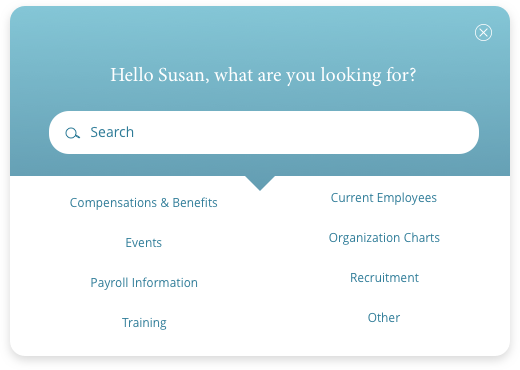 Hello Susan, what are you looking for?
Search
Compensations & Benefits
Events
Payroll Information
Training
Current Employees
Organization Charts
Recruitment
Other